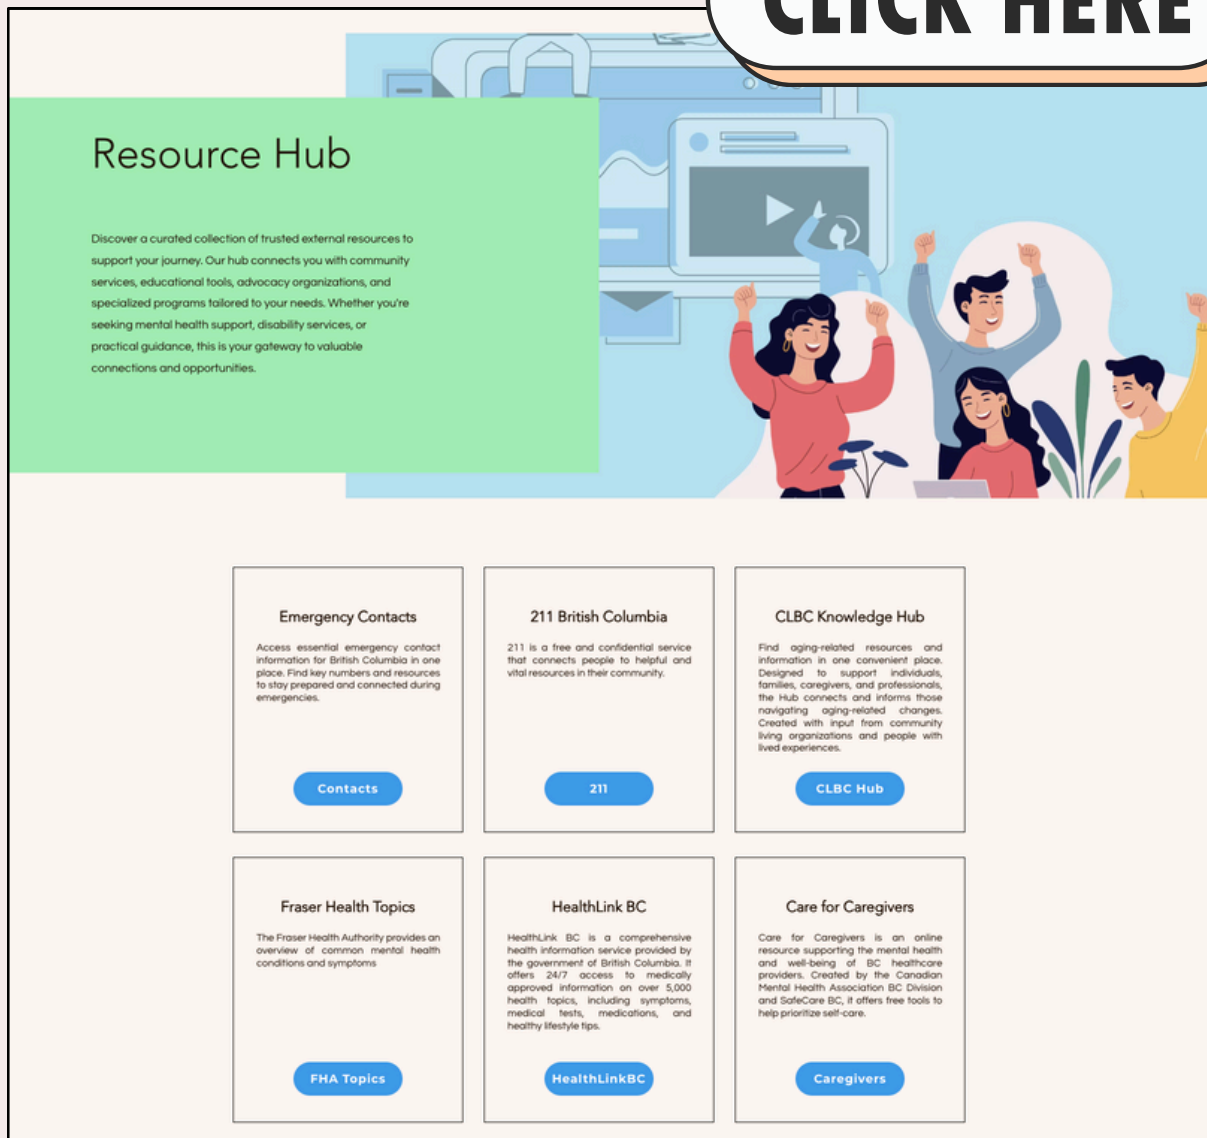 CLICK HERE
Resource Hub
Discover a curated collection of trusted external resources to
support your journey. Our hub connects you with community
services, educational tools, advocacy organizations, and
specialized programs tailored to your needs. Whether you're
seeking mental health support, disability services, or
practical guidance, this is your gateway to valuable
connections and opportunities.
Emergency Contacts
Access essential emergency contact
information for British Columbia in one
place. Find key numbers and resources
to stay prepared and connected during
emergencies.
Contacts
211 British Columbia
211 is a free and confidential service
that connects people to helpful and
vital resources in their community.
211
CLBC Knowledge Hub
Find aging-related resources and
information in one convenient place.
Designed to support individuals,
families, caregivers, and professionals,
the Hub connects and informs those
navigating aging-related changes.
Created with input from community
living organizations and people with
lived experiences.
CLBC Hub
Fraser Health Topics
The Fraser Health Authority provides an
overview of common mental health
conditions and symptoms
FHA Topics
HealthLink BC
HealthLink BC is a comprehensive
health information service provided by
the government of British Columbia. It
offers 24/7 access to medically
approved information on over 5,000
health topics, including symptoms,
medical tests, medications, and
healthy lifestyle tips.
HealthLinkBC
Care for Caregivers
Care for Caregivers is an online
resource supporting the mental health
and well-being of BC healthcare
providers. Created by the Canadian
Mental Health Association BC Division
and SafeCare BC, it offers free tools to
help prioritize self-care.
Caregivers